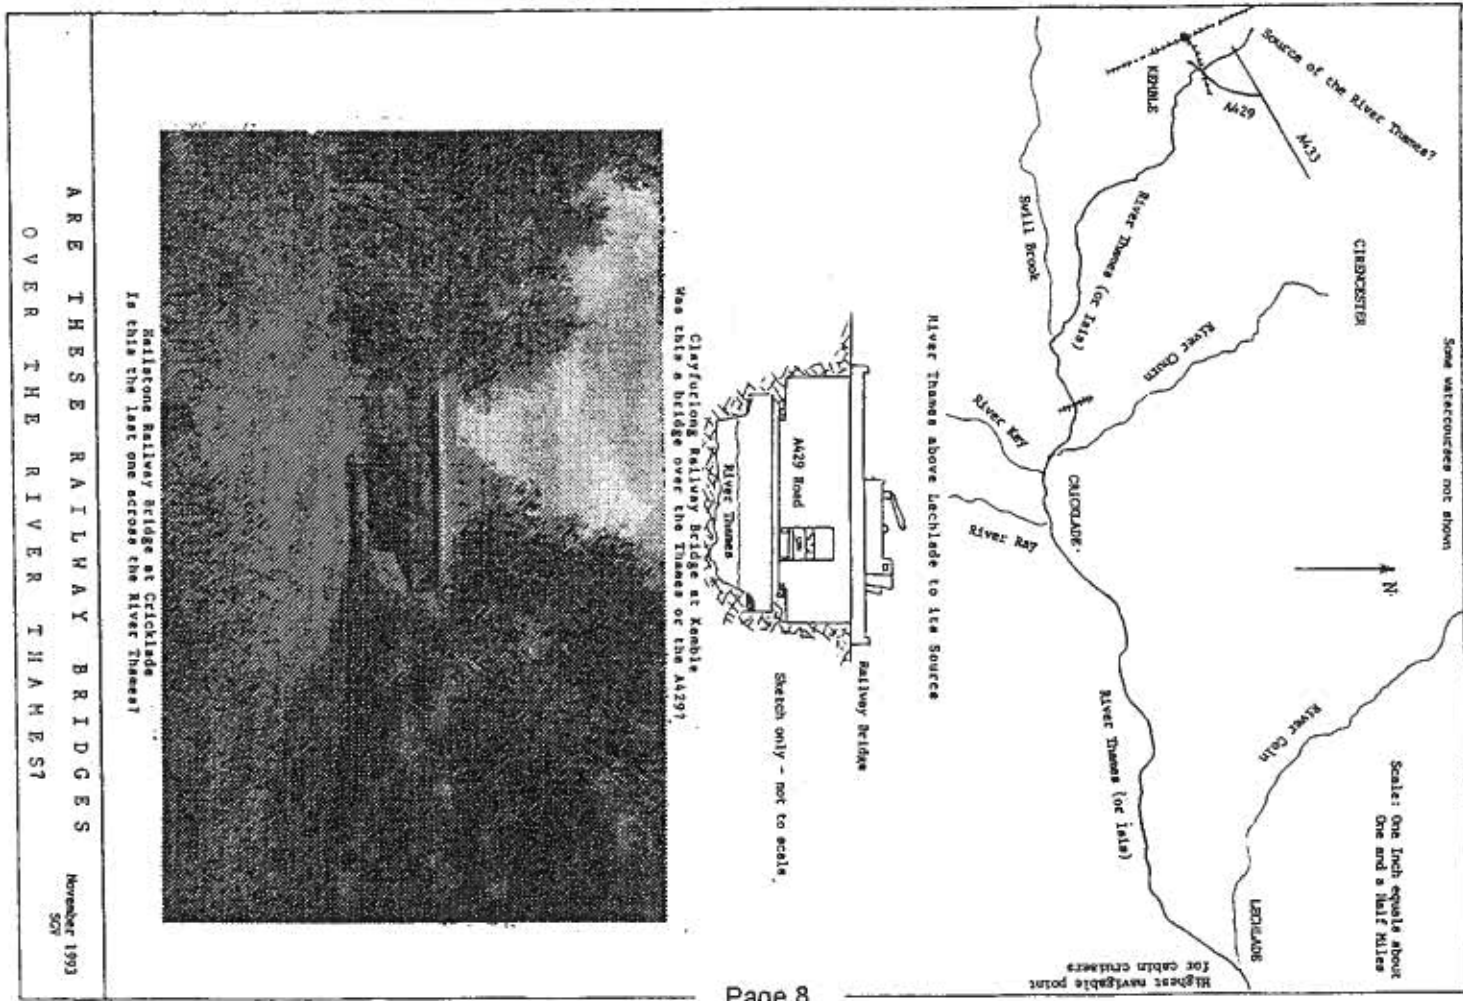 Some watercourses not shown
Scale: One Inch equals about
One and a Half Miles
N
Source of the River Thames?
A433
A429
KEMBLE
CIRENCESTER
River Thames (or Isis)
Swill Brook
River Churn
River Key
CRICKLADE
River Ray
River Thames (or Isis)
River Coln
LECHLADE
Highest navigable point
for cabin cruisers
River Thames above Lechlade to its Source
Railway Bridge
A429 Road
River Thames
Sketch only - not to scale
Clayfurlong Railway Bridge at Kemble
Was this a bridge over the Thames or the A429?
Hailstone Railway Bridge at Cricklade
Is this the last one across the River Thames?
ARE THESE RAILWAY BRIDGES
OVER THE RIVER THAMES?
November 1993
SGV
Page 8